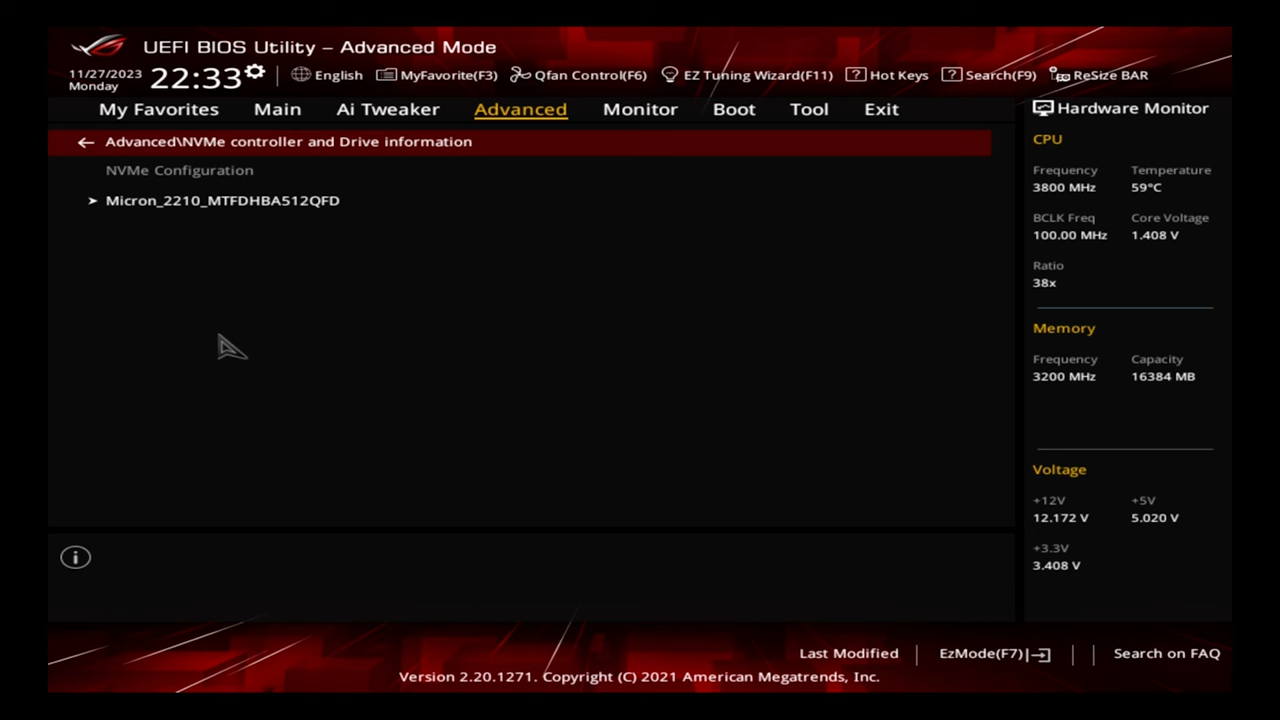 UEFI BIOS Utility – Advanced Mode
11/27/2023
Monday
22:33
English
MyFavorite(F3)
Qfan Control(F6)
EZ Tuning Wizard(F11)
? Hot Keys
? Search(F9)
ReSize BAR
My Favorites
Main
Ai Tweaker
Advanced
Monitor
Boot
Tool
Exit
Advanced\NVMe controller and Drive information
NVMe Configuration
Micron_2210_MTFDHBA512QFD
Hardware Monitor
CPU
Frequency Temperature
3800 MHz 59°C
BCLK Freq Core Voltage
100.00 MHz 1.408 V
Ratio
38x
Memory
Frequency Capacity
3200 MHz 16384 MB
Voltage
+12V +5V
12.172 V 5.020 V
+3.3V
3.408 V
i
Last Modified
EzMode(F7)
Search on FAQ
Version 2.20.1271. Copyright (C) 2021 American Megatrends, Inc.